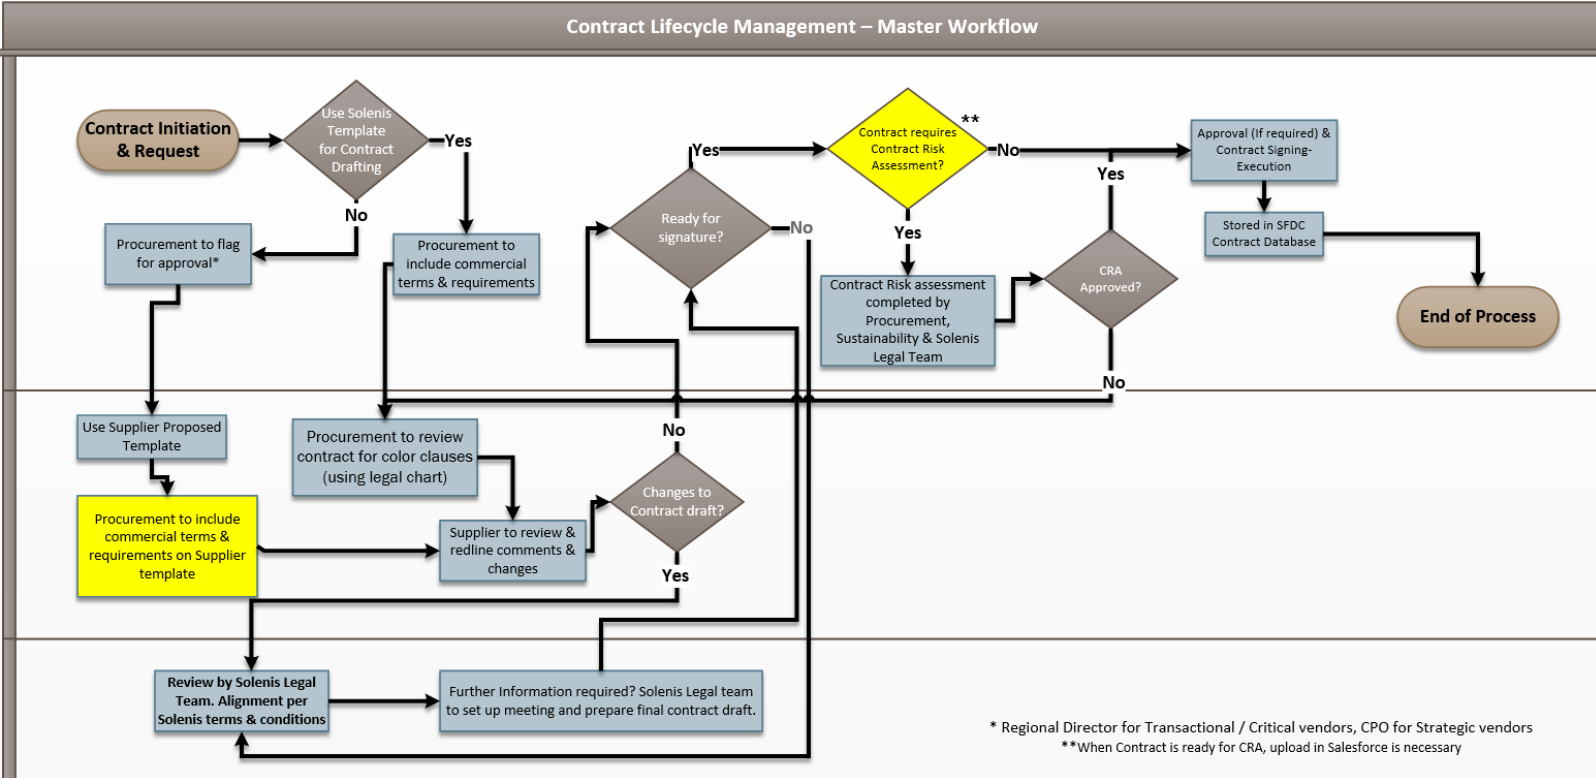 Contract Lifecycle Management – Master Workflow
Contract Initiation
& Request
Use Solenis
Template
for Contract
Drafting
Yes
No
Procurement to flag
for approval*
Procurement to
include commercial
terms & requirements
Ready for
signature?
Yes
No
Contract requires
Contract Risk
Assessment?
**
No
Yes
Contract Risk assessment
completed by
Procurement,
Sustainability & Solenis
Legal Team
CRA
Approved?
Yes
No
Approval (If required) &
Contract Signing-
Execution
Stored in SFDC
Contract Database
End of Process
Use Supplier Proposed
Template
Procurement to include
commercial terms &
requirements on Supplier
template
Procurement to review
contract for color clauses
(using legal chart)
Supplier to review &
redline comments &
changes
Changes to
Contract draft?
No
Yes
Review by Solenis Legal
Team. Alignment per
Solenis terms & conditions
Further Information required? Solenis Legal team
to set up meeting and prepare final contract draft.
* Regional Director for Transactional / Critical vendors, CPO for Strategic vendors
**When Contract is ready for CRA, upload in Salesforce is necessary